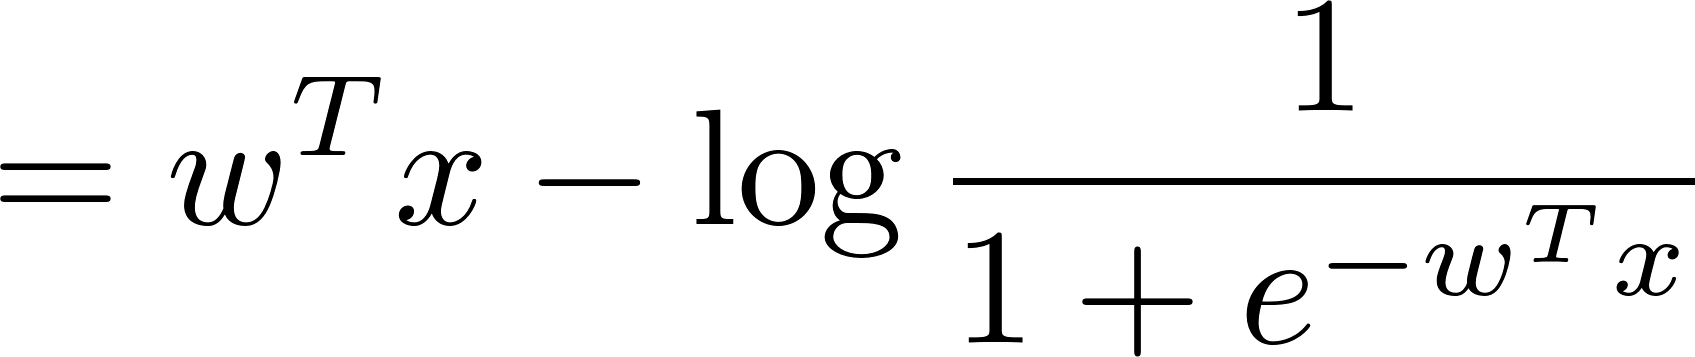 = w^T x − log \frac{1}{1 + e^{−w^T x}}